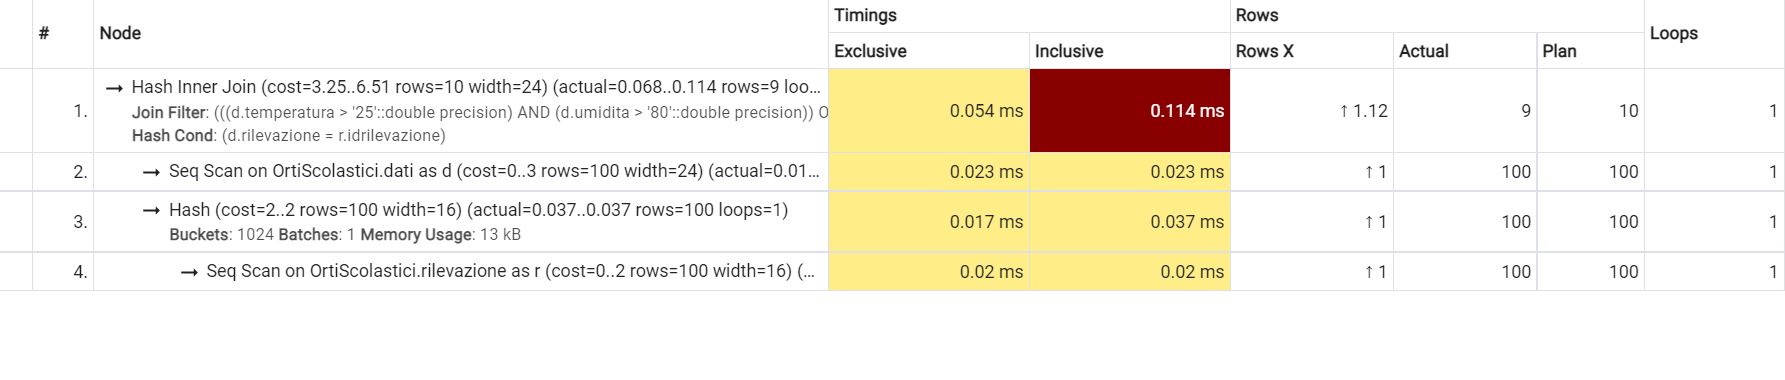 # Node Timings Rows Loops
Exclusive Inclusive Rows X Actual Plan
1. → Hash Inner Join (cost=3.25..6.51 rows=10 width=24) (actual=0.068..0.114 rows=9 loo... 0.054 ms 0.114 ms ↑ 1.12 9 10 1
Join Filter: (((d.temperatura > '25'::double precision) AND (d.umidita > '80'::double precision)) O
Hash Cond: (d.rilevazione = r.idrilevazione)
2. → Seq Scan on OrtiScolastici.dati as d (cost=0..3 rows=100 width=24) (actual=0.01... 0.023 ms 0.023 ms ↑ 1 100 100 1
3. → Hash (cost=2..2 rows=100 width=16) (actual=0.037..0.037 rows=100 loops=1) 0.017 ms 0.037 ms ↑ 1 100 100 1
Buckets: 1024 Batches: 1 Memory Usage: 13 kB
4. → Seq Scan on OrtiScolastici.rilevazione as r (cost=0..2 rows=100 width=16) (... 0.02 ms 0.02 ms ↑ 1 100 100 1